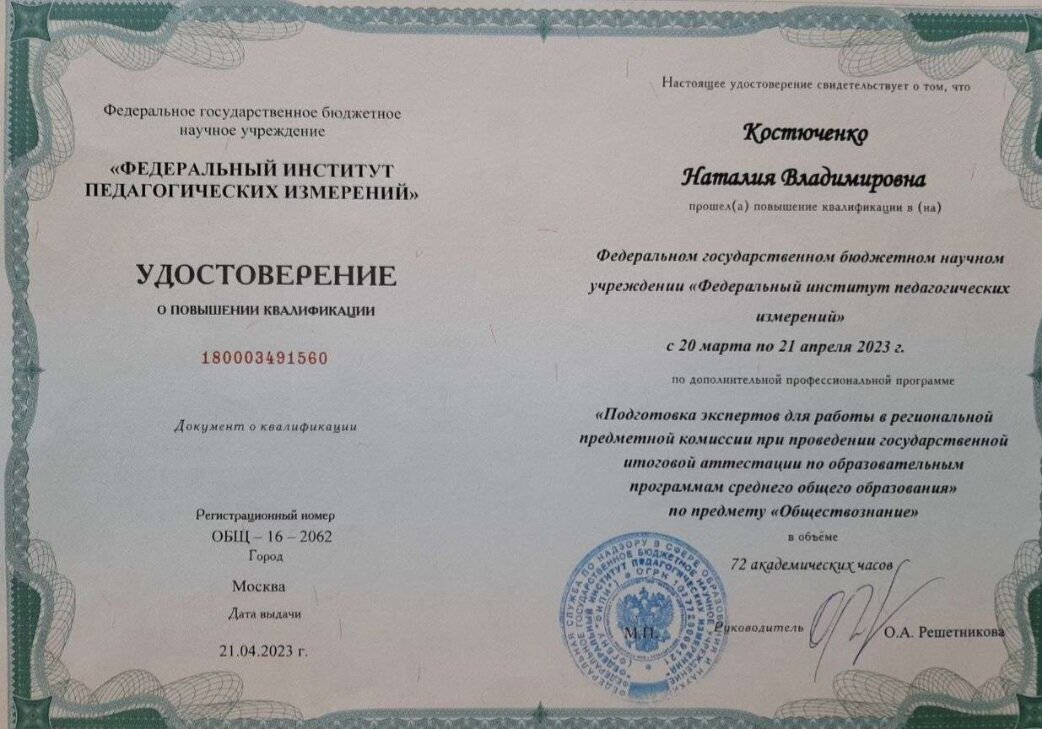 Федеральное государственное бюджетное
научное учреждение
«ФЕДЕРАЛЬНЫЙ ИНСТИТУТ
ПЕДАГОГИЧЕСКИХ ИЗМЕРЕНИЙ»
УДОСТОВЕРЕНИЕ
О ПОВЫШЕНИИ КВАЛИФИКАЦИИ
180003491560
Документ о квалификации
Регистрационный номер
ОБЩ – 16 – 2062
Город
Москва
Дата выдачи
21.04.2023 г.
Настоящее удостоверение свидетельствует о том, что
Костюченко
Наталия Владимировна
прошел(а) повышение квалификации в (на)
Федеральном государственном бюджетном научном
учреждении «Федеральный институт педагогических
измерений»
с 20 марта по 21 апреля 2023 г.
по дополнительной профессиональной программе
«Подготовка экспертов для работы в региональной
предметной комиссии при проведении государственной
итоговой аттестации по образовательным
программам среднего общего образования»
по предмету «Обществознание»
в объёме
72 академических часов
М.П.
Руководитель
О.А. Решетникова